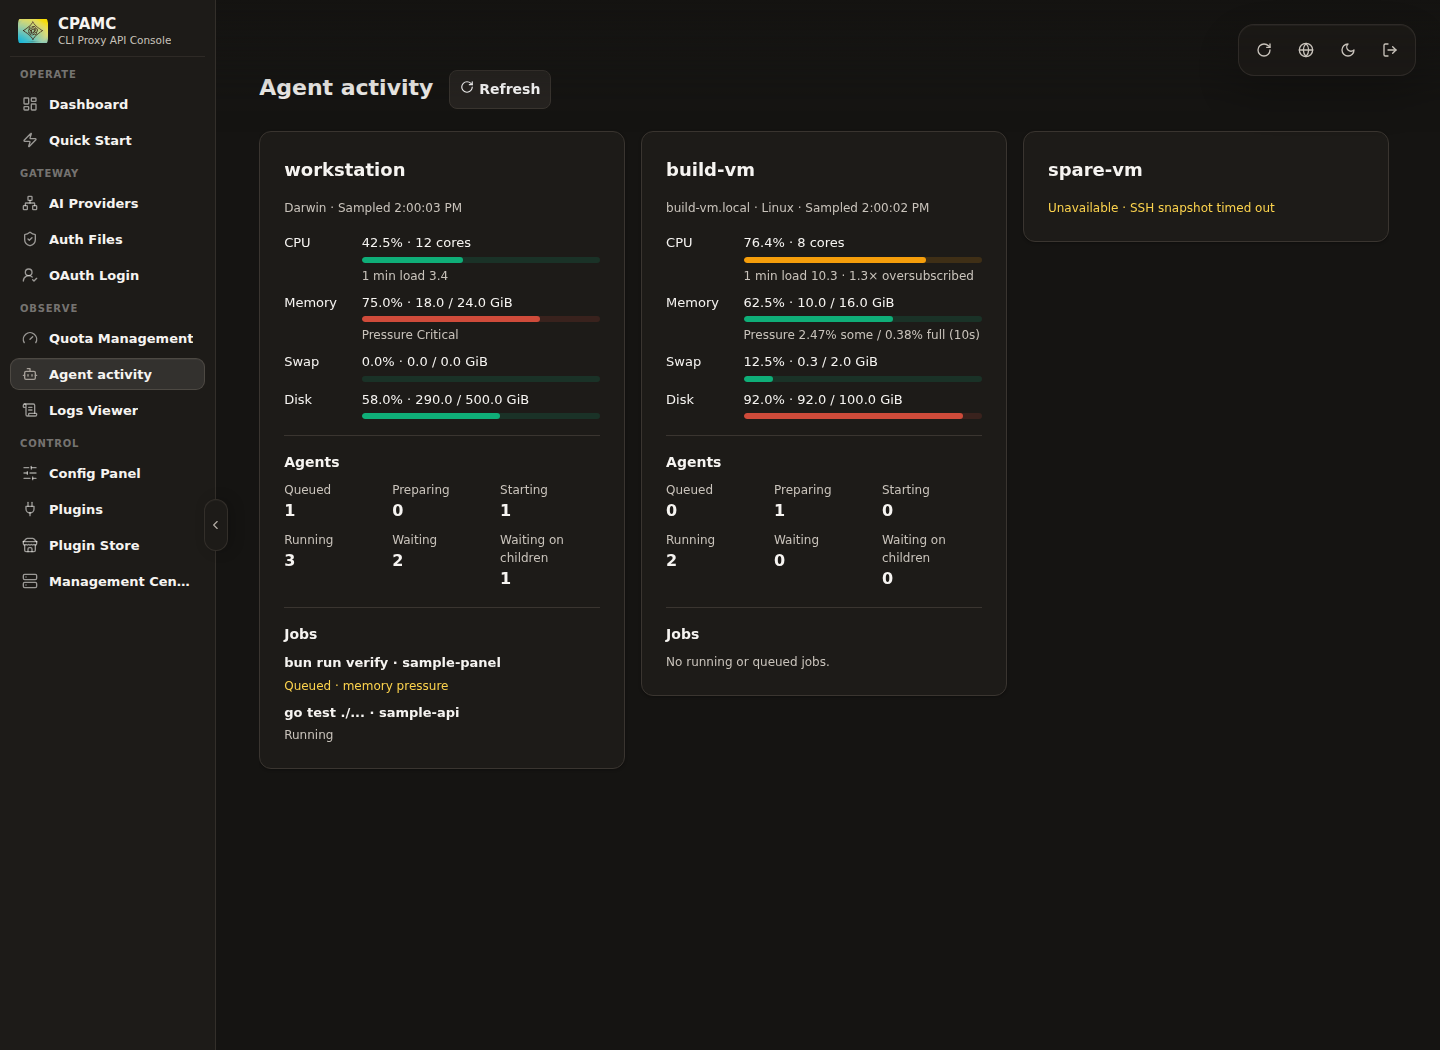 CPAMC
CLI Proxy API Console
OPERATE
Dashboard
Quick Start
GATEWAY
AI Providers
Auth Files
OAuth Login
OBSERVE
Quota Management
Agent activity
Logs Viewer
CONTROL
Config Panel
Plugins
Plugin Store
Management Cen...
Agent activity
Refresh
workstation
Darwin · Sampled 2:00:03 PM
CPU 42.5% · 12 cores
1 min load 3.4
Memory 75.0% · 18.0 / 24.0 GiB
Pressure Critical
Swap 0.0% · 0.0 / 0.0 GiB
Disk 58.0% · 290.0 / 500.0 GiB
Agents
Queued Preparing Starting
1 0 1
Running Waiting Waiting on
children
3 2 1
Jobs
bun run verify · sample-panel
Queued · memory pressure
go test ./... · sample-api
Running
build-vm
build-vm.local · Linux · Sampled 2:00:02 PM
CPU 76.4% · 8 cores
1 min load 10.3 · 1.3× oversubscribed
Memory 62.5% · 10.0 / 16.0 GiB
Pressure 2.47% some / 0.38% full (10s)
Swap 12.5% · 0.3 / 2.0 GiB
Disk 92.0% · 92.0 / 100.0 GiB
Agents
Queued Preparing Starting
0 1 0
Running Waiting Waiting on
children
2 0 0
Jobs
No running or queued jobs.
spare-vm
Unavailable · SSH snapshot timed out